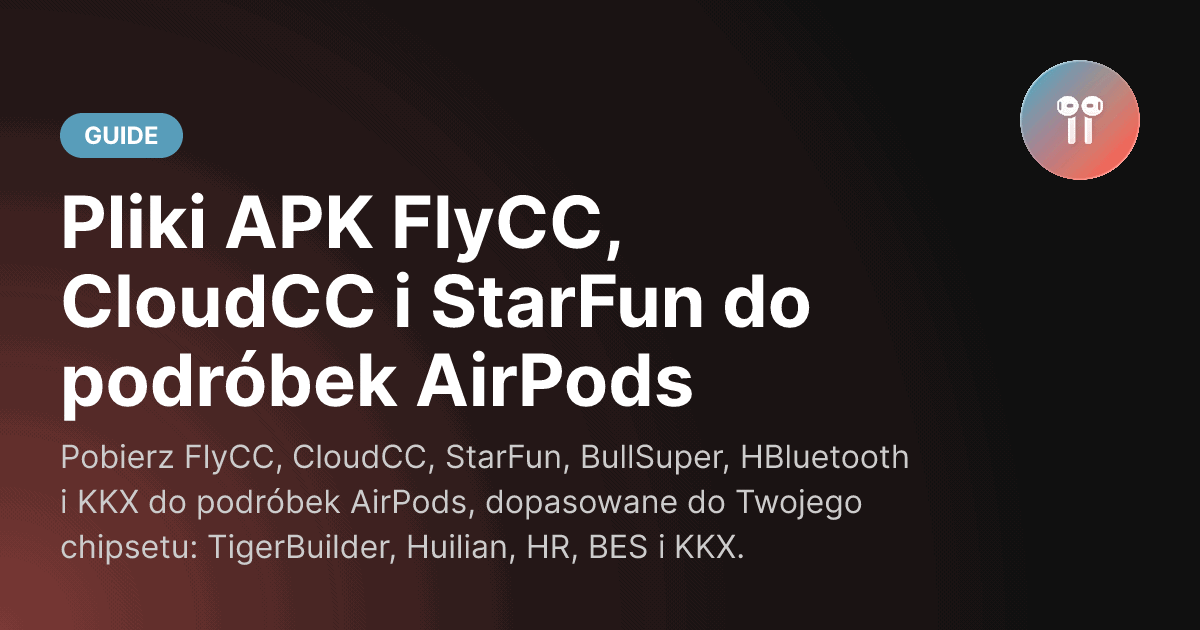 GUIDE
Pliki APK FlyCC,
CloudCC i StarFun do
podróbek AirPods
Pobierz FlyCC, CloudCC, StarFun, BullSuper, HBluetooth
i KKX do podróbek AirPods, dopasowane do Twojego
chipsetu: TigerBuilder, Huilian, HR, BES i KKX.